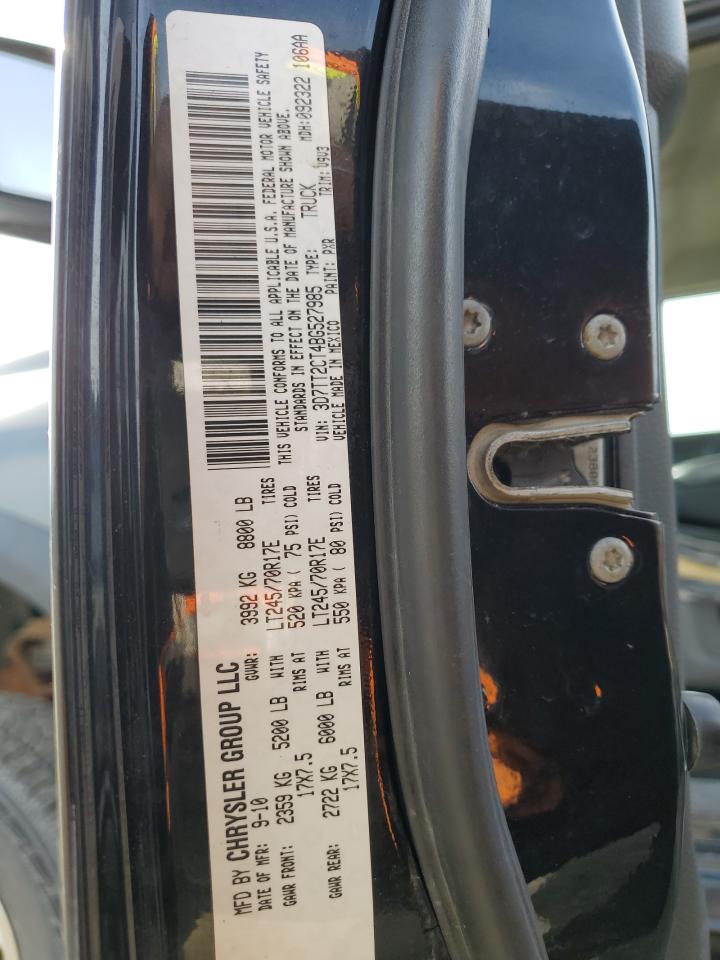 MFD BY CHRYSLER GROUP LLC
DATE OF MFR: 9-10 GVWR: 3992 KG 8800 LB
GAWR FRONT: 2359 KG 5200 LB WITH LT245/70R17E TIRES
17X7.5 RIMS AT 520 KPA ( 75 PSI) COLD
GAWR REAR: 2722 KG 6000 LB WITH LT245/70R17E TIRES
17X7.5 RIMS AT 550 KPA ( 80 PSI) COLD
THIS VEHICLE CONFORMS TO ALL APPLICABLE U.S.A. FEDERAL MOTOR VEHICLE SAFETY
STANDARDS IN EFFECT ON THE DATE OF MANUFACTURE SHOWN ABOVE.
MDH: 092322 106AA
VIN: 3D7TT2CT4BG527985 TYPE: TRUCK
VEHICLE MADE IN MEXICO PAINT: PXR TRIM: V9V3